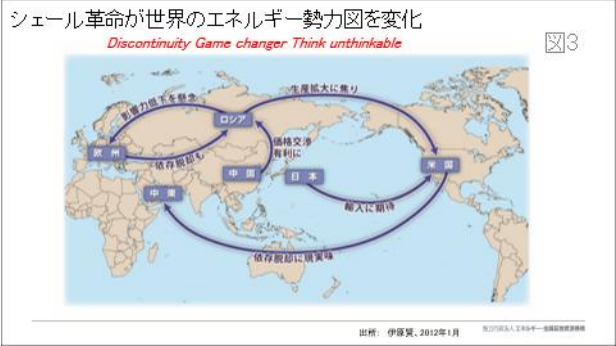 シェール革命が世界のエネルギー勢力図を変化
Discontinuity Game changer Think unthinkable
図3
生産拡大に焦り
影響力低下を懸念
ロシア
価格交渉
有利に
欧州
依存脱却も
中国
日本
米国
中東
輸入に期待
依存脱却に現実味
出所: 伊原賢、2012年1月